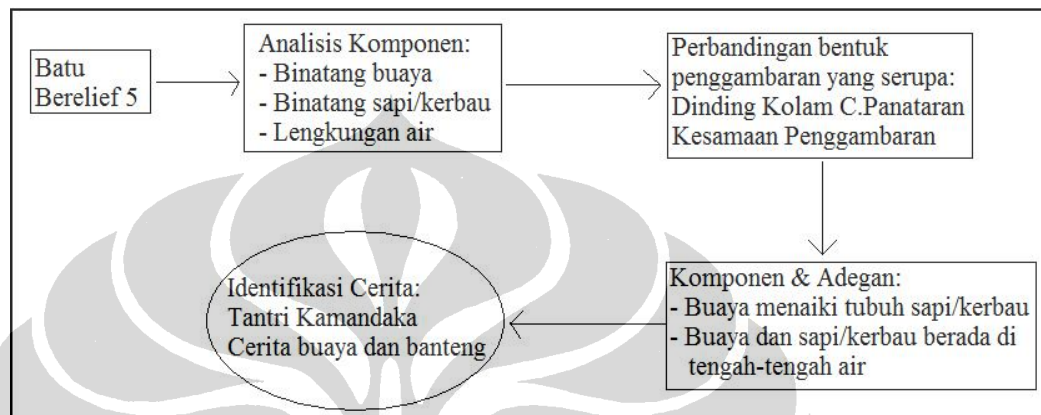 Batu
Berelief 5
Analisis Komponen:
- Binatang buaya
- Binatang sapi/kerbau
- Lengkungan air
Perbandingan bentuk
penggambaran yang serupa:
Dinding Kolam C.Panataran
Kesamaan Penggambaran
Komponen & Adegan:
- Buaya menaiki tubuh sapi/kerbau
- Buaya dan sapi/kerbau berada di
tengah-tengah air
Identifikasi Cerita:
Tantri Kamandaka
Cerita buaya dan banteng